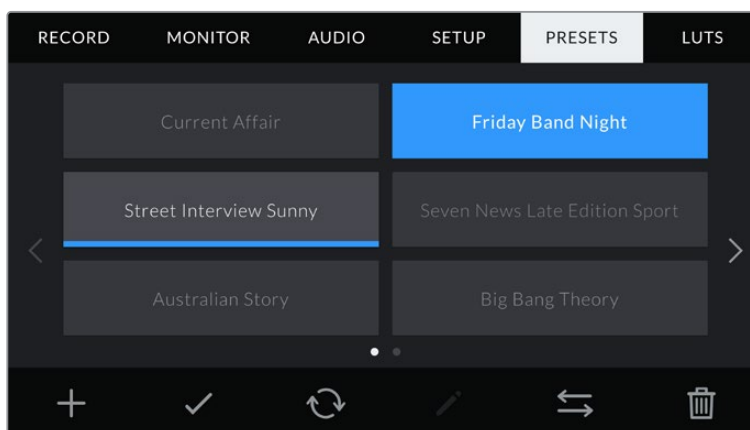 RECORD MONITOR AUDIO SETUP PRESETS LUTS
Current Affair Friday Band Night
Street Interview Sunny Seven News Late Edition Sport
Australian Story Big Bang Theory